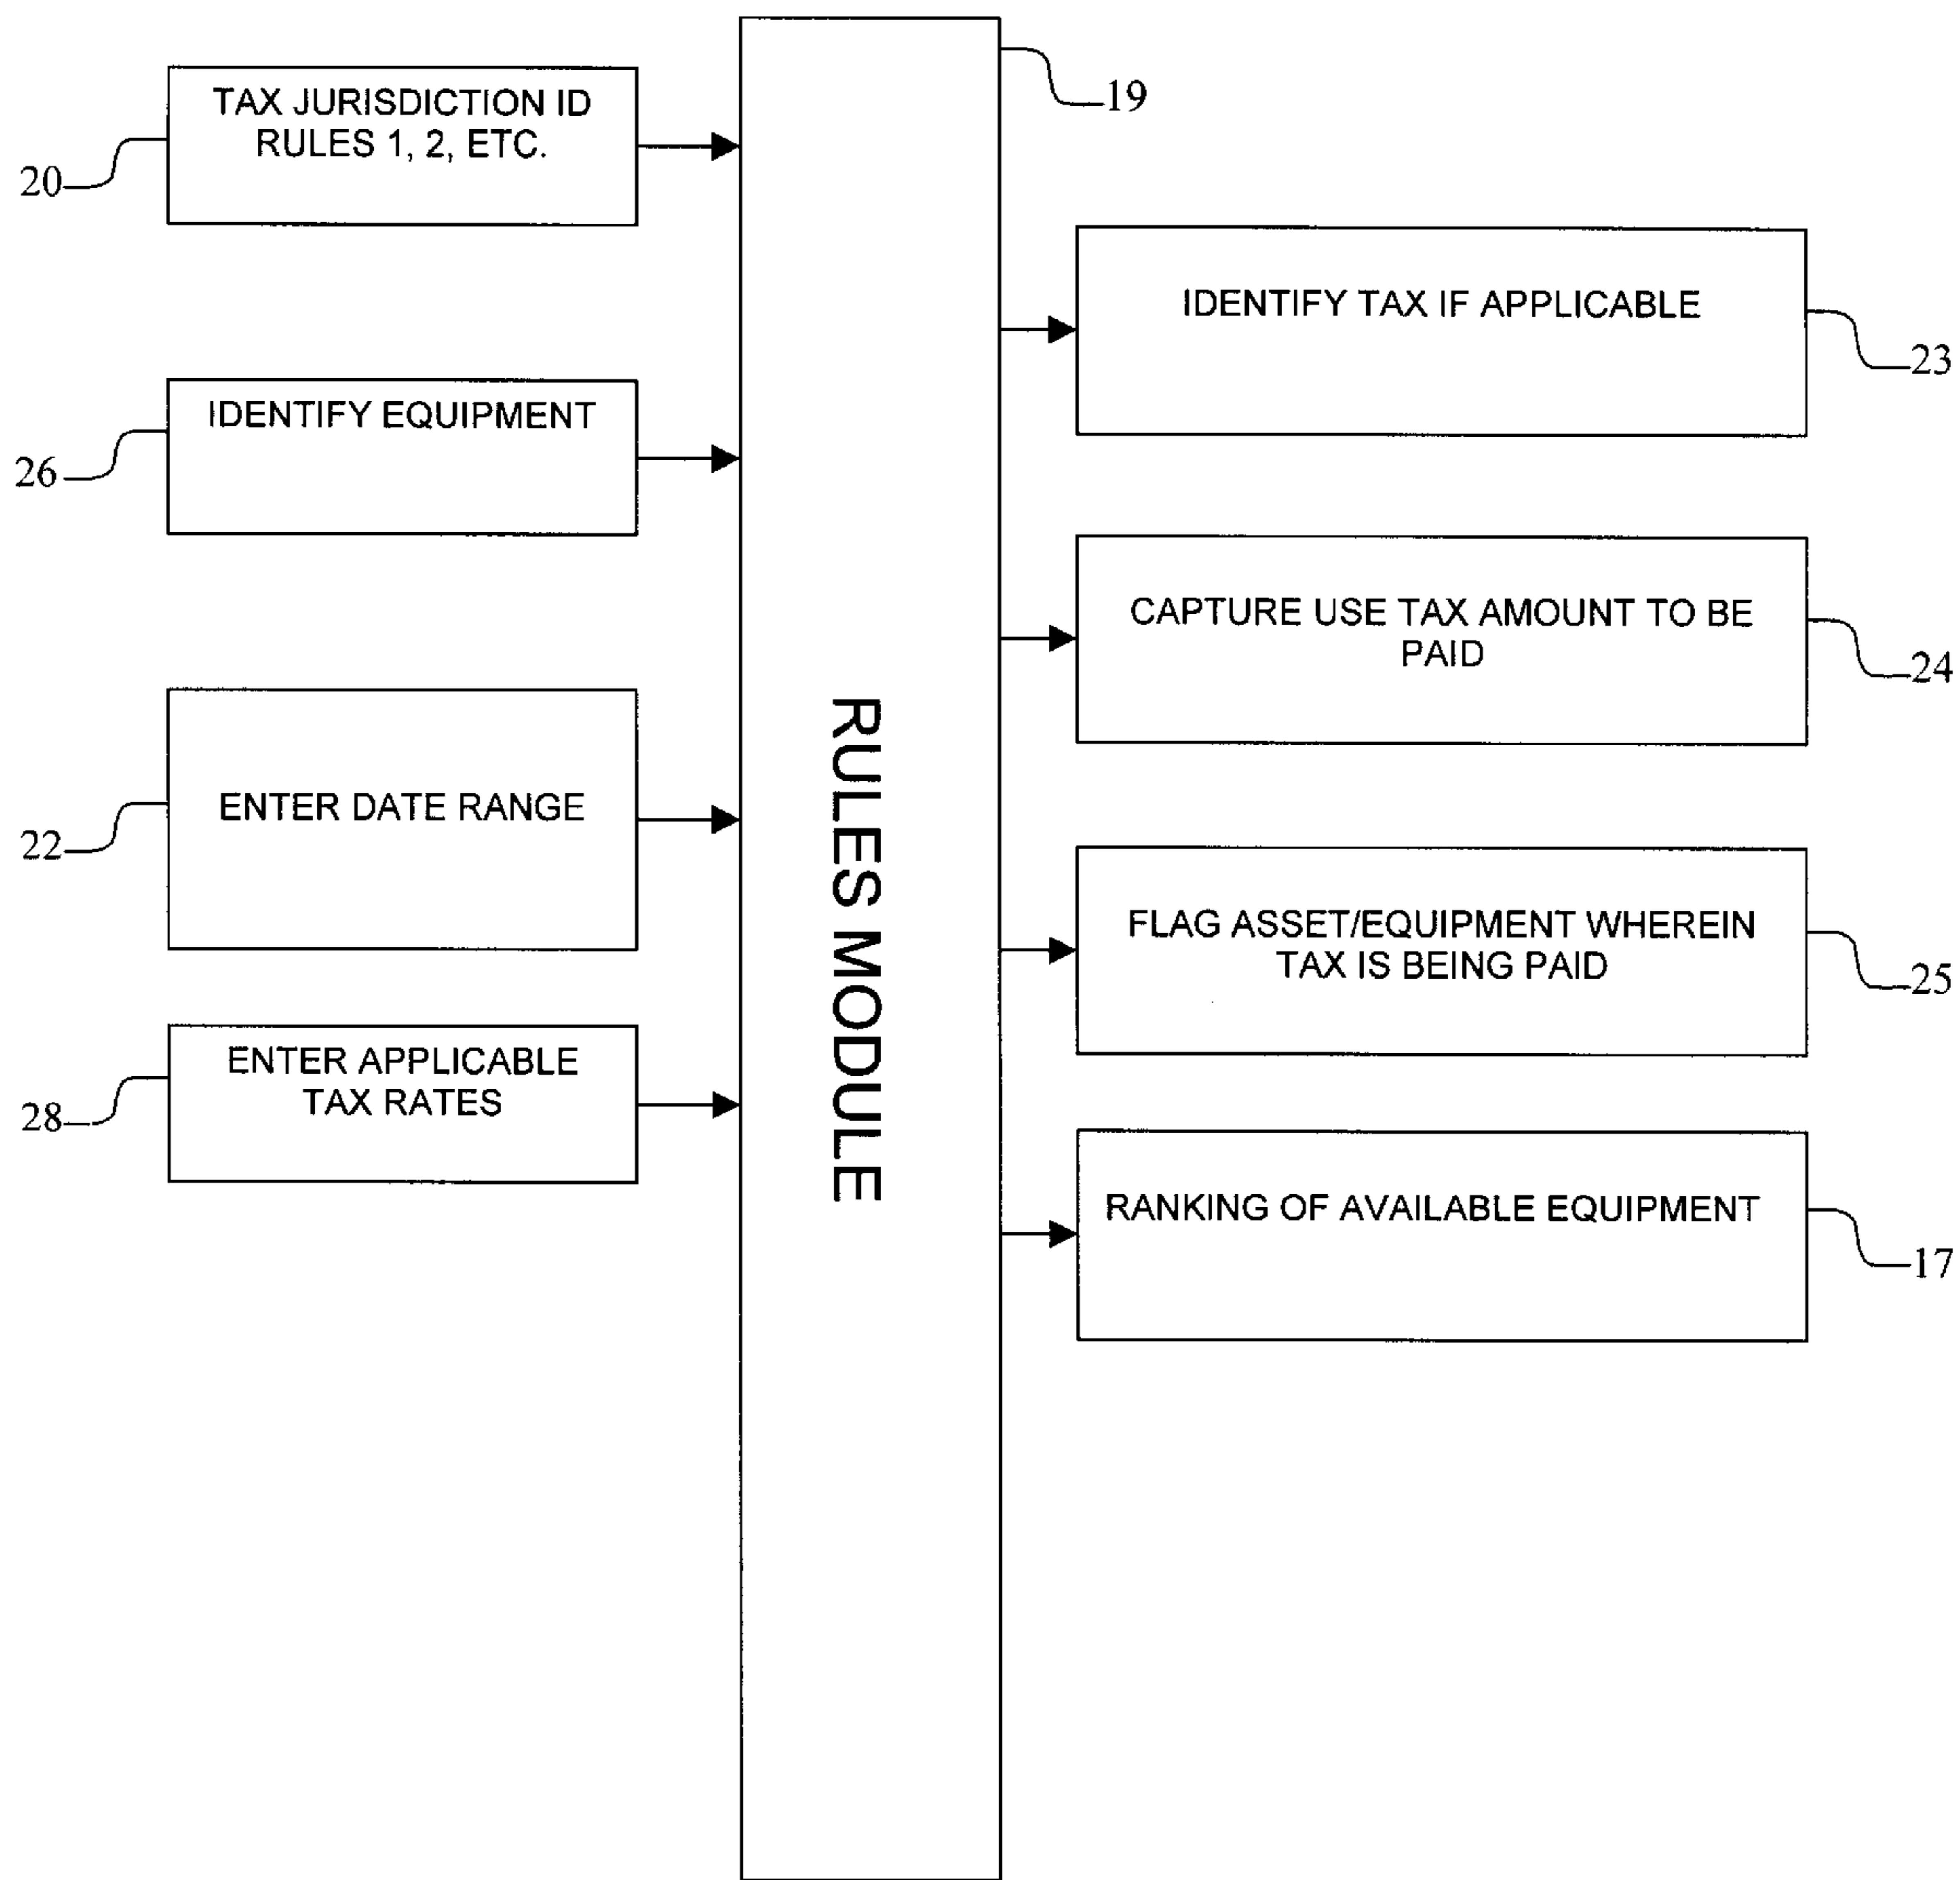 TAX JURISDICTION ID
RULES 1, 2, ETC.
20
IDENTIFY EQUIPMENT
26
ENTER DATE RANGE
22
ENTER APPLICABLE
TAX RATES
28
RULES MODULE
19
IDENTIFY TAX IF APPLICABLE
23
CAPTURE USE TAX AMOUNT TO BE
PAID
24
FLAG ASSET/EQUIPMENT WHEREIN
TAX IS BEING PAID
25
RANKING OF AVAILABLE EQUIPMENT
17